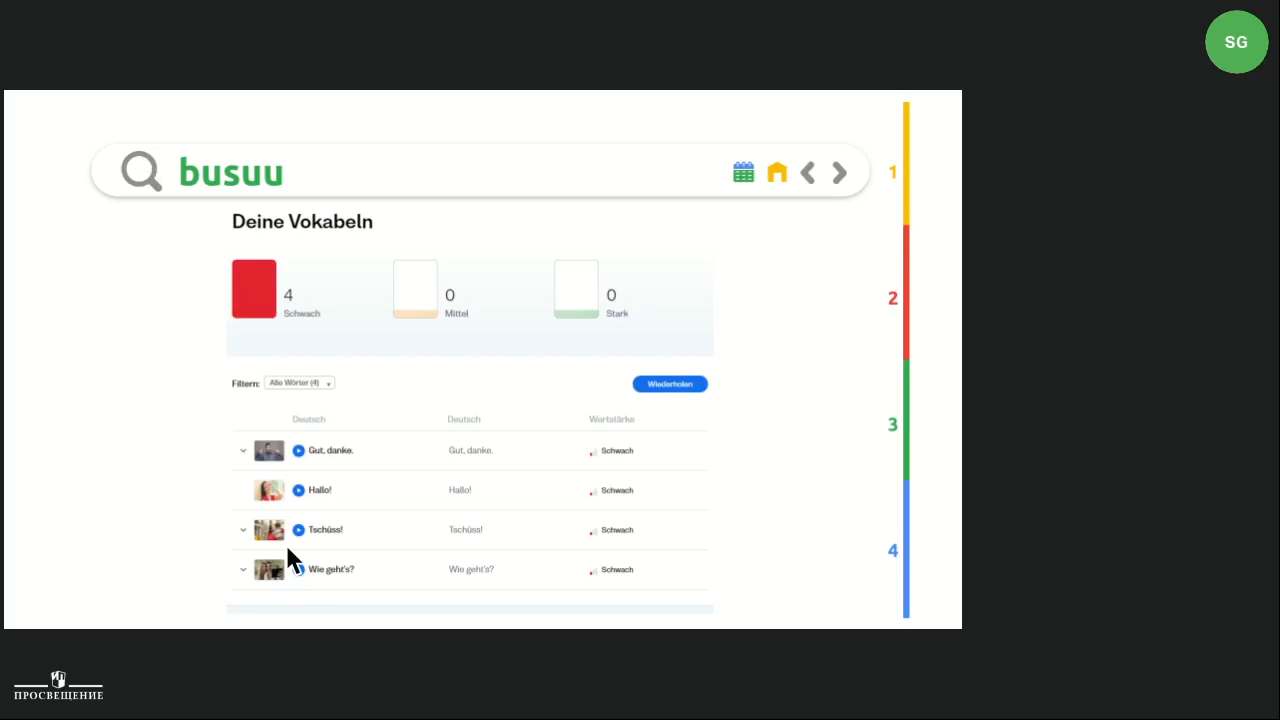 SG
busuu
1
2
3
4
Deine Vokabeln
4
Schwach
0
Mittel
0
Stark
Filtern: Alle Wörter (4)
Wiederholen
Deutsch Deutsch Wortstärke
Gut, danke. Gut, danke. Schwach
Hallo! Hallo! Schwach
Tschüss! Tschüss! Schwach
Wie geht's? Wie geht's? Schwach
ПРОСВЕЩЕНИЕ